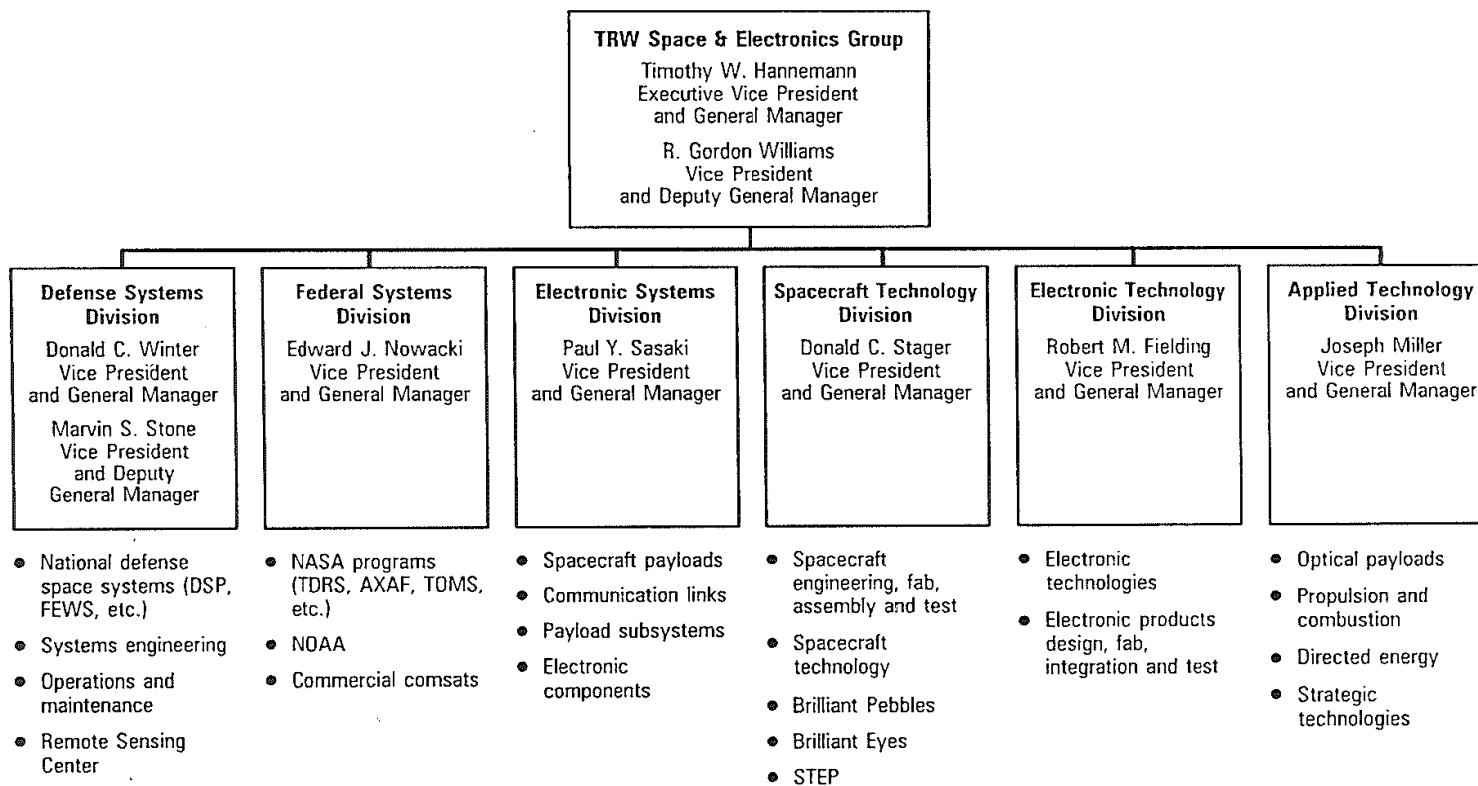 TRW Space & Electronics Group
Timothy W. Hannemann
Executive Vice President
and General Manager
R. Gordon Williams
Vice President
and Deputy General Manager
Defense Systems
Division
Donald C. Winter
Vice President
and General Manager
Marvin S. Stone
Vice President
and Deputy
General Manager
● National defense
space systems (DSP,
FEWS, etc.)
● Systems engineering
● Operations and
maintenance
● Remote Sensing
Center
Federal Systems
Division
Edward J. Nowacki
Vice President
and General Manager
● NASA programs
(TDRS, AXAF, TOMS,
etc.)
● NOAA
● Commercial comsats
Electronic Systems
Division
Paul Y. Sasaki
Vice President
and General Manager
● Spacecraft payloads
● Communication links
● Payload subsystems
● Electronic
components
Spacecraft Technology
Division
Donald C. Stager
Vice President
and General Manager
● Spacecraft
engineering, fab,
assembly and test
● Spacecraft
technology
● Brilliant Pebbles
● Brilliant Eyes
● STEP
Electronic Technology
Division
Robert M. Fielding
Vice President
and General Manager
● Electronic
technologies
● Electronic products
design, fab,
integration and test
Applied Technology
Division
Joseph Miller
Vice President
and General Manager
● Optical payloads
● Propulsion and
combustion
● Directed energy
● Strategic
technologies